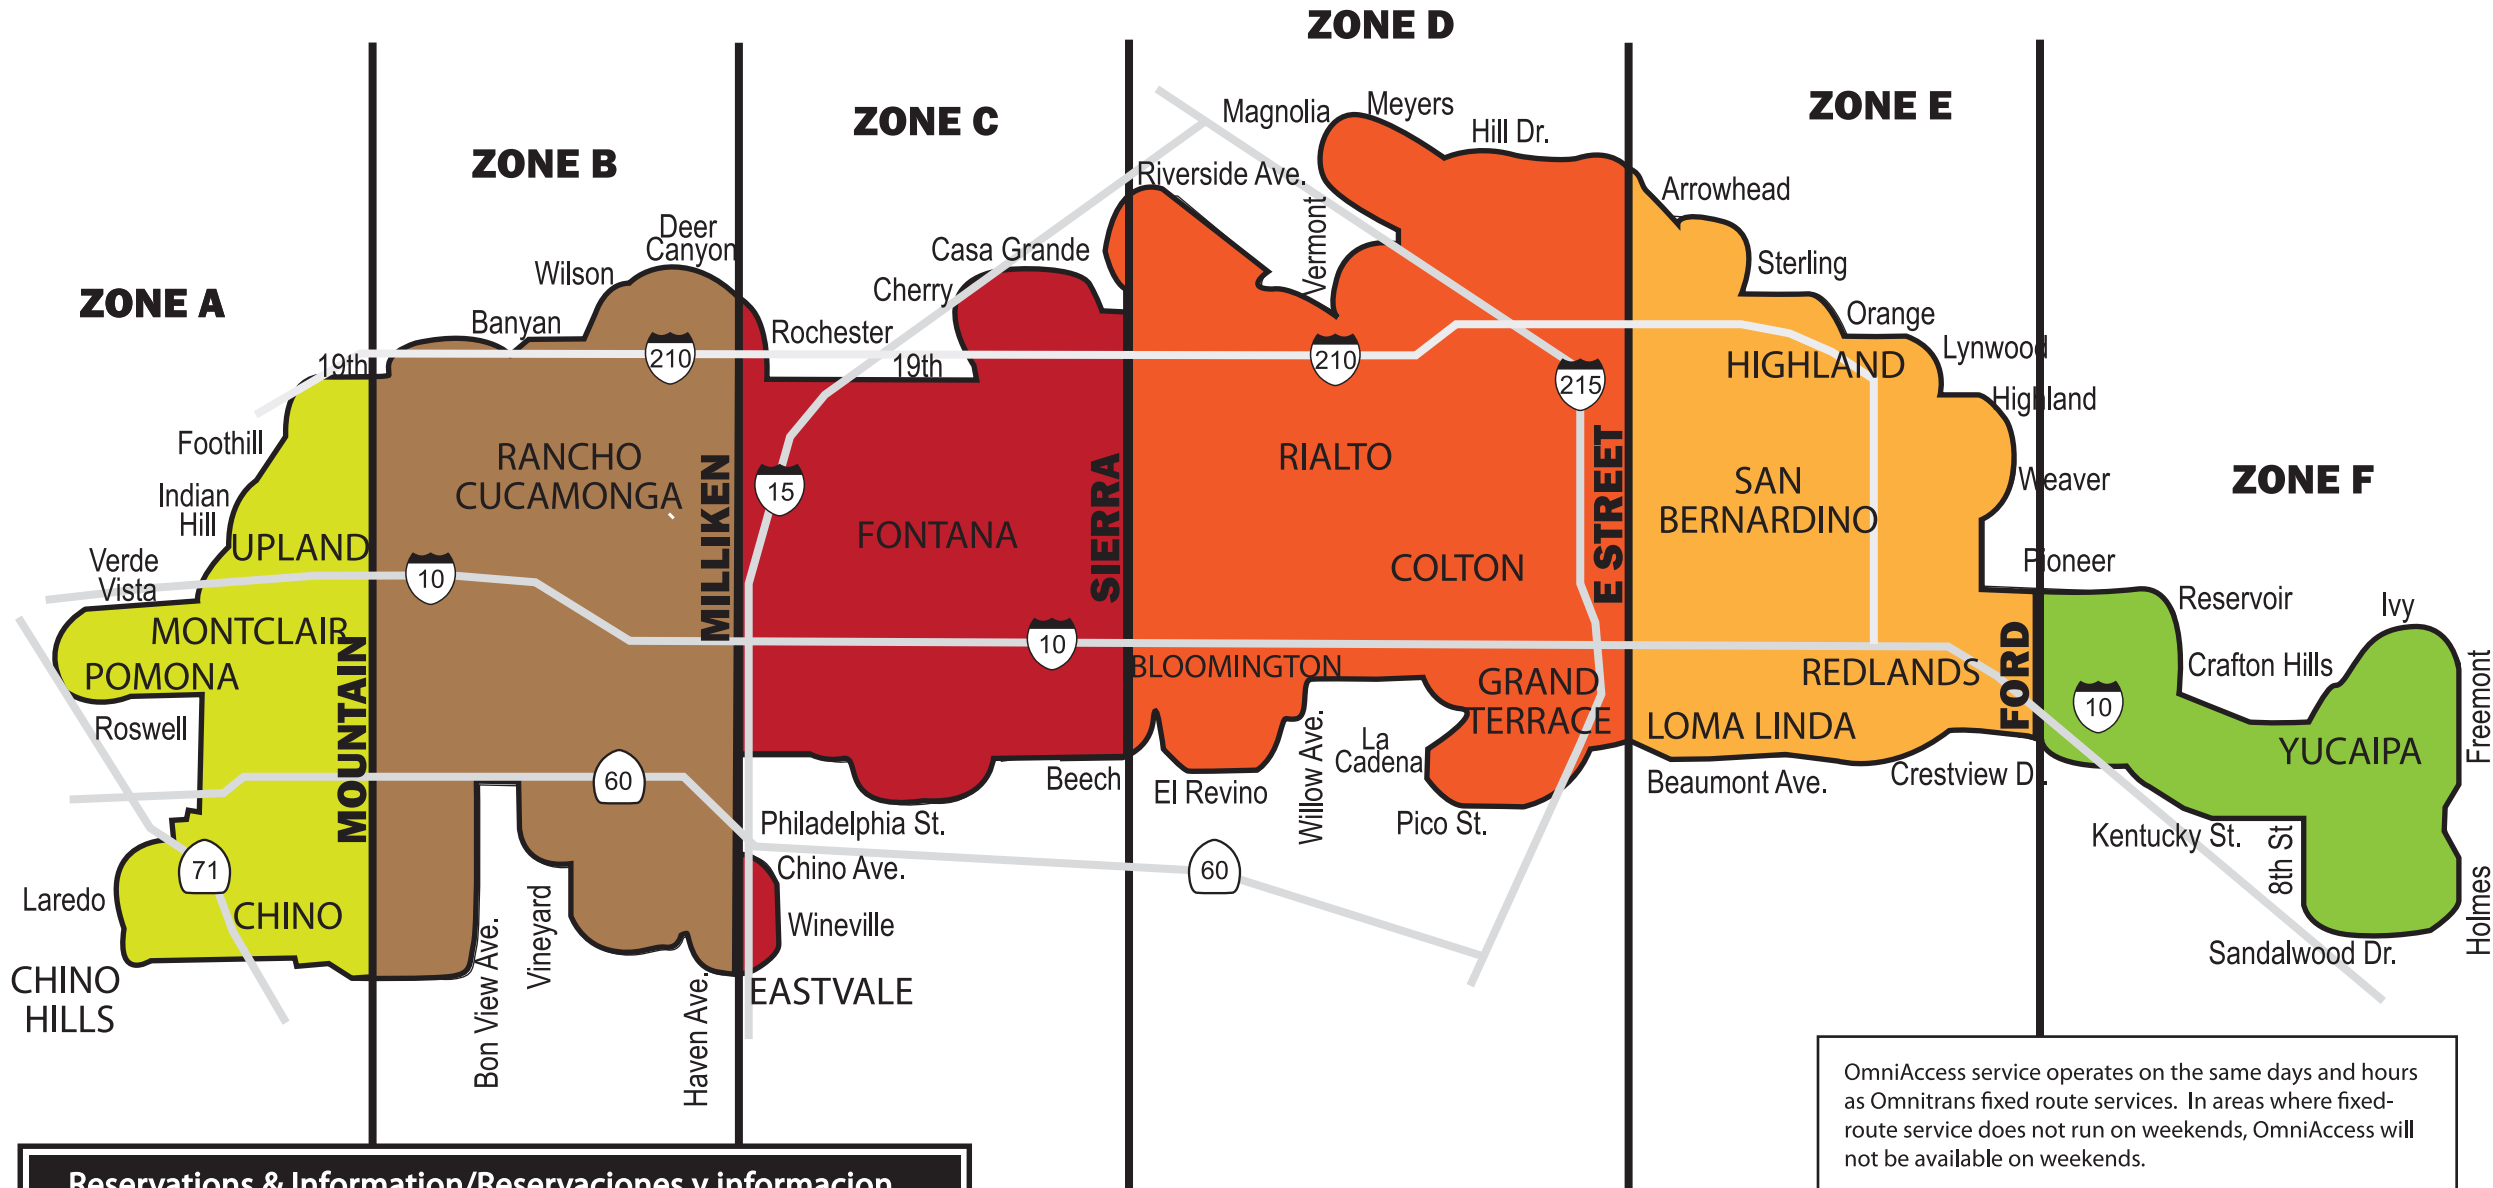 ZONE D
ZONE C
ZONE E
ZONE B
ZONE A
ZONE F
Magnolia
Meyers
Hill Dr.
Riverside Ave.
Vermont
Arrowhead
Sterling
Orange
Lynwood
Highland
Weaver
Pioneer
Deer
Canyon
Wilson
Banyan
Casa Grande
Cherry
Rochester
19th
19th
210
210
215
Foothill
Indian
Hill
Verde
Vista
Roswell
Laredo
UPLAND
MONTCLAIR
POMONA
CHINO
CHINO
HILLS
MOUNTAIN
71
10
RANCHO
CUCAMONGA
MILLIKEN
60
15
FONTANA
SIERRA
10
RIALTO
COLTON
BLOOMINGTON
GRAND
TERRACE
E STREET
HIGHLAND
SAN
BERNARDINO
REDLANDS
LOMA LINDA
FORD
10
Reservoir
Ivy
Crafton Hills
Freemont
YUCAIPA
Beaumont Ave.
Crestview D.
Kentucky St.
8th St
Holmes
Sandalwood Dr.
Beech
El Revino
Willow Ave.
La
Cadena
Pico St.
60
Philadelphia St.
Chino Ave.
Wineville
EASTVALE
Bon View Ave.
Vineyard
Haven Ave.
OmniAccess service operates on the same days and hours
as Omnitrans fixed route services. In areas where fixed-
route service does not run on weekends, OmniAccess will
not be available on weekends.
Reservations & Information/Reservaciones y informacion